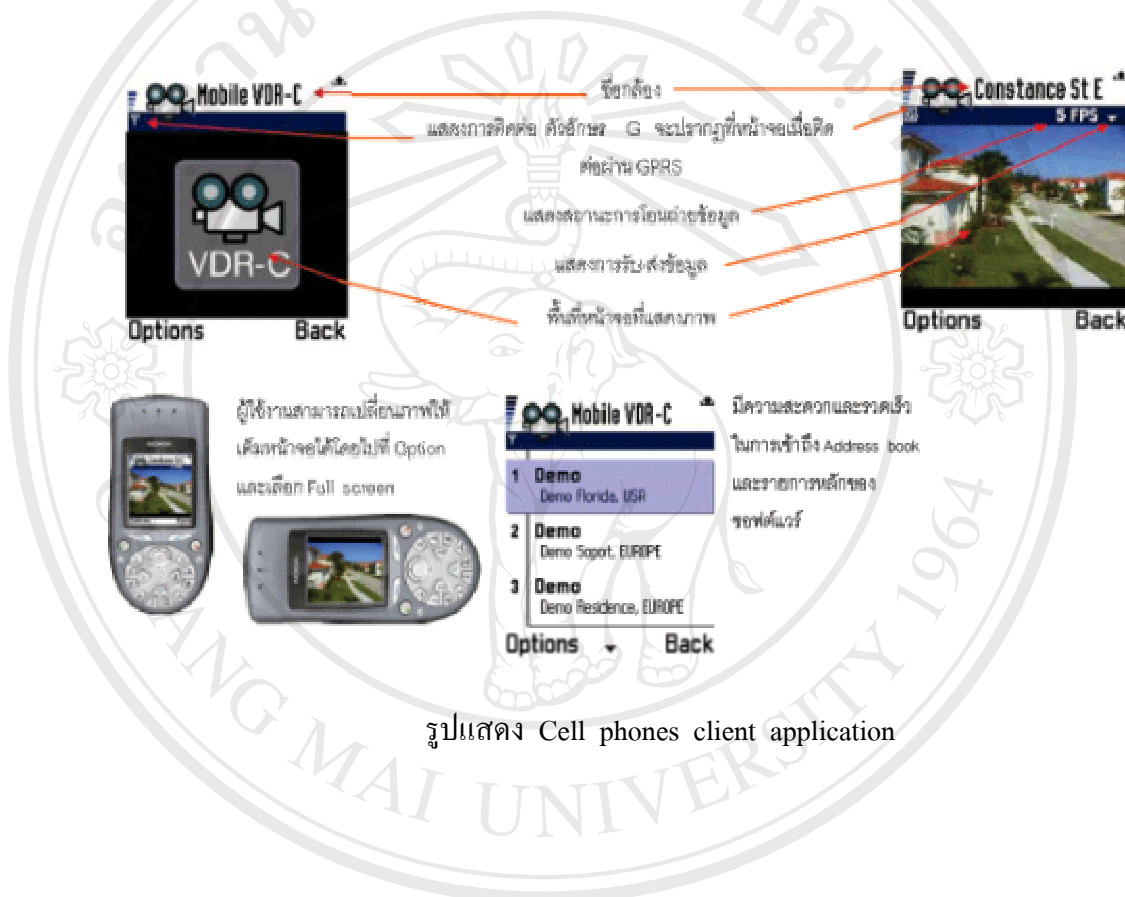 Mobile VDR-C
ชื่อกล้อง
Constance St E
5 FPS
แสดงการติดต่อ ตัวอักษร G จะปรากฏที่หน้าจอเมื่อติด
ต่อผ่าน GPRS
แสดงสถานะการโอนถ่ายข้อมูล
แสดงการรับ-ส่งข้อมูล
พื้นที่หน้าจอที่แสดงภาพ
VDR-C
Options Back
Options Back
ผู้ใช้งานสามารถเปลี่ยนภาพให้
เต็มหน้าจอได้โดยไปที่ Option
และเลือก Full screen
NOKIA
Mobile VDR-C
1 Demo
Demo Florida, USA
2 Demo
Demo Sopot, EUROPE
3 Demo
Demo Residence, EUROPE
Options Back
มีความสะดวกและรวดเร็ว
ในการเข้าถึง Address book
และรายการหลักของ
ซอฟต์แวร์
รูปแสดง Cell phones client application
ANG MAI UNIVERSITY 1964